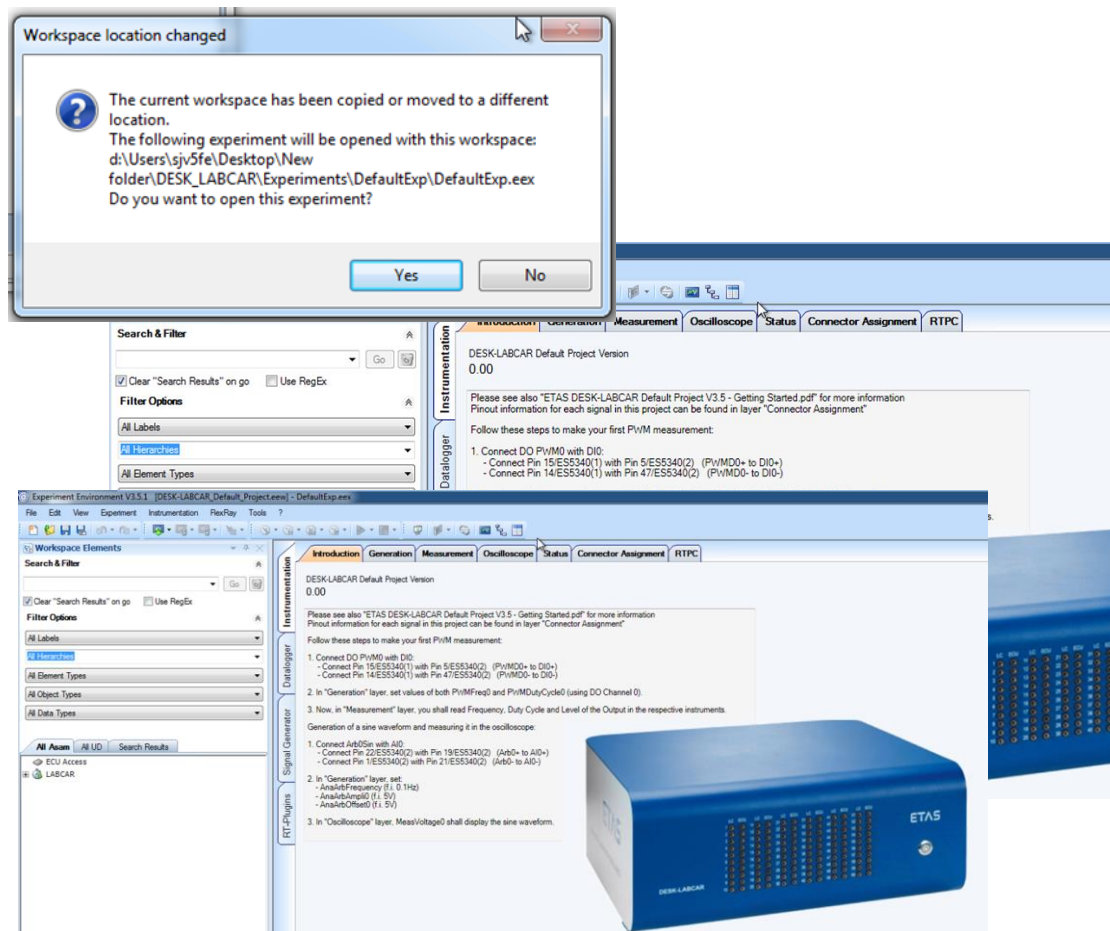 Workspace location changed
The current workspace has been copied or moved to a different
location.
The following experiment will be opened with this workspace:
d:\Users\sjv5fe\Desktop\New
folder\DESK_LABCAR\Experiments\DefaultExp\DefaultExp.eex
Do you want to open this experiment?
Yes
No
Search & Filter
Go
Clear "Search Results" on go
Use RegEx
Filter Options
All Labels
All Hierarchies
All Element Types
Instrumentation
Datalogger
Introduction
Generation
Measurement
Oscilloscope
Status
Connector Assignment
RTPC
DESK-LABCAR Default Project Version
0.00
Please see also "ETAS DESK-LABCAR Default Project V3.5 - Getting Started.pdf" for more information
Pinout information for each signal in this project can be found in layer "Connector Assignment"
Follow these steps to make your first PWM measurement:
1. Connect DO PWM0 with DI0:
- Connect Pin 15/ES5340(1) with Pin 5/ES5340(2) (PWMD0+ to DI0+)
- Connect Pin 14/ES5340(1) with Pin 47/ES5340(2) (PWMD0- to DI0-)
s.
Experiment Environment V3.5.1 [DESK-LABCAR_Default_Project.eew] - DefaultExp.eex
File Edit View Experiment Instrumentation FlexRay Tools ?
Workspace Elements
Search & Filter
Go
Clear "Search Results" on go
Use RegEx
Filter Options
All Labels
All Hierarchies
All Element Types
All Object Types
All Data Types
All Asam
All UD
Search Results
ECU Access
LABCAR
Instrumentation
Datalogger
Signal Generator
RT-Plugins
Introduction
Generation
Measurement
Oscilloscope
Status
Connector Assignment
RTPC
DESK-LABCAR Default Project Version
0.00
Please see also "ETAS DESK-LABCAR Default Project V3.5 - Getting Started.pdf" for more information
Pinout information for each signal in this project can be found in layer "Connector Assignment"
Follow these steps to make your first PWM measurement:
1. Connect DO PWM0 with DI0:
- Connect Pin 15/ES5340(1) with Pin 5/ES5340(2) (PWMD0+ to DI0+)
- Connect Pin 14/ES5340(1) with Pin 47/ES5340(2) (PWMD0- to DI0-)
2. In "Generation" layer, set values of both PWMFreq0 and PWMDutyCycle0 (using DO Channel 0).
3. Now, in "Measurement" layer, you shall read Frequency, Duty Cycle and Level of the Output in the respective instruments.
Generation of a sine waveform and measuring it in the oscilloscope:
1. Connect Arb0Sin with AI0:
- Connect Pin 22/ES5340(2) with Pin 19/ES5340(2) (Arb0+ to AI0+)
- Connect Pin 1/ES5340(2) with Pin 21/ES5340(2) (Arb0- to AI0-)
2. In "Generation" layer, set:
- AnaArbFrequency (f.i. 0.1Hz)
- AnaArbAmpli0 (f.i. 5V)
- AnaArbOffset0 (f.i. 5V)
3. In "Oscilloscope" layer, MeasVoltage0 shall display the sine waveform.
ETAS
ETAS
DESK-LABCAR